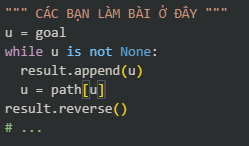 """ CÁC BẠN LÀM BÀI Ở ĐÂY """
u = goal
while u is not None:
  result.append(u)
  u = path[u]
result.reverse()
# ...